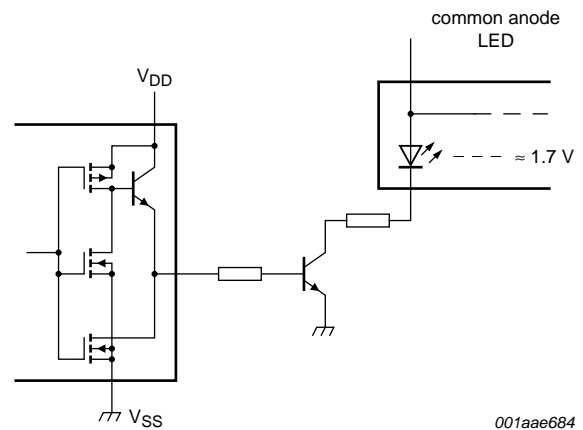 common anode
LED
VDD
≈ 1.7 V
VSS
001aae684